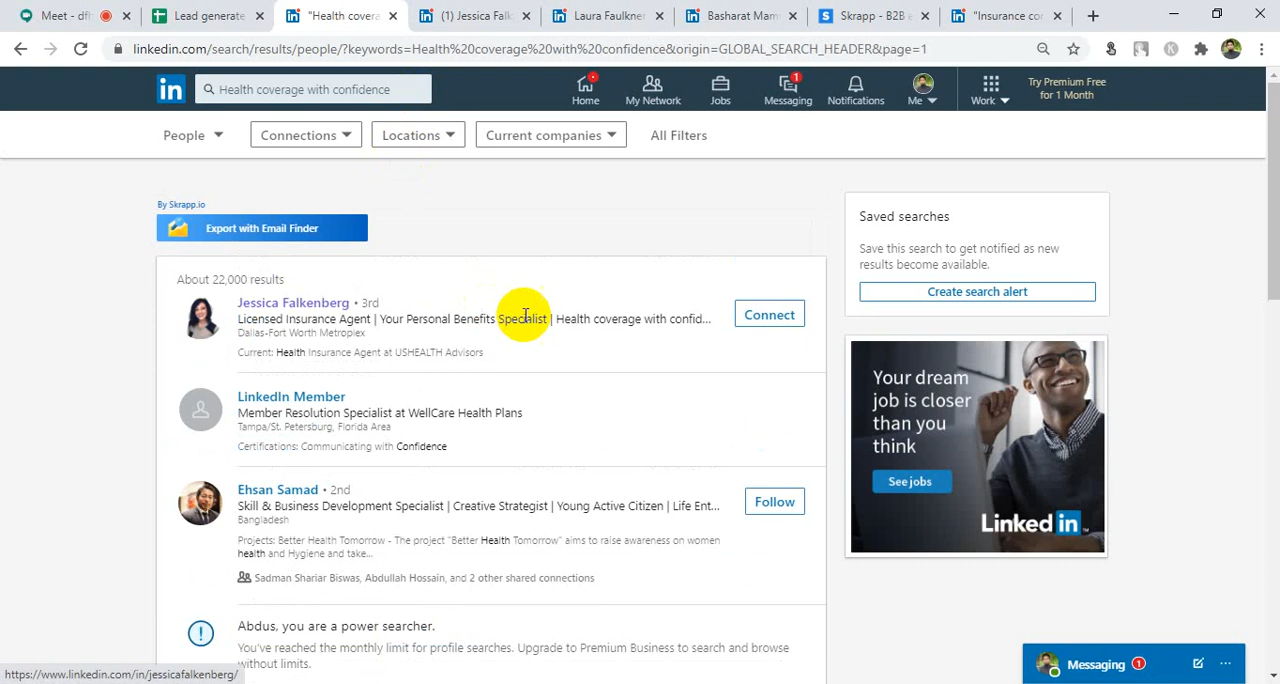 Meet - dfl
Lead generate
"Health covera
(1) Jessica Falk
Laura Faulkner
Basharat Mam
Skrapp - B2B e
"Insurance co
linkedin.com/search/results/people/?keywords=Health%20coverage%20with%20confidence&origin=GLOBAL_SEARCH_HEADER&page=1
in
Health coverage with confidence
Home
My Network
Jobs
1
Messaging
Notifications
Me
Work
Try Premium Free
for 1 Month
People
Connections
Locations
Current companies
All Filters
By Skrapp.io
Export with Email Finder
About 22,000 results
Jessica Falkenberg • 3rd
Licensed Insurance Agent | Your Personal Benefits Specialist | Health coverage with confid...
Dallas-Fort Worth Metroplex
Current: Health Insurance Agent at USHEALTH Advisors
Connect
LinkedIn Member
Member Resolution Specialist at WellCare Health Plans
Tampa/St. Petersburg, Florida Area
Certifications: Communicating with Confidence
Ehsan Samad • 2nd
Skill & Business Development Specialist | Creative Strategist | Young Active Citizen | Life Ent...
Bangladesh
Projects: Better Health Tomorrow - The project "Better Health Tomorrow" aims to raise awareness on women
health and Hygiene and take...
Sadman Shariar Biswas, Abdullah Hossain, and 2 other shared connections
Follow
Abdus, you are a power searcher.
You've reached the monthly limit for profile searches. Upgrade to Premium Business to search and browse
without limits.
Saved searches
Save this search to get notified as new
results become available.
Create search alert
Your dream
job is closer
than you
think
See jobs
Linked in
Messaging 1
https://www.linkedin.com/in/jessicafalkenberg/